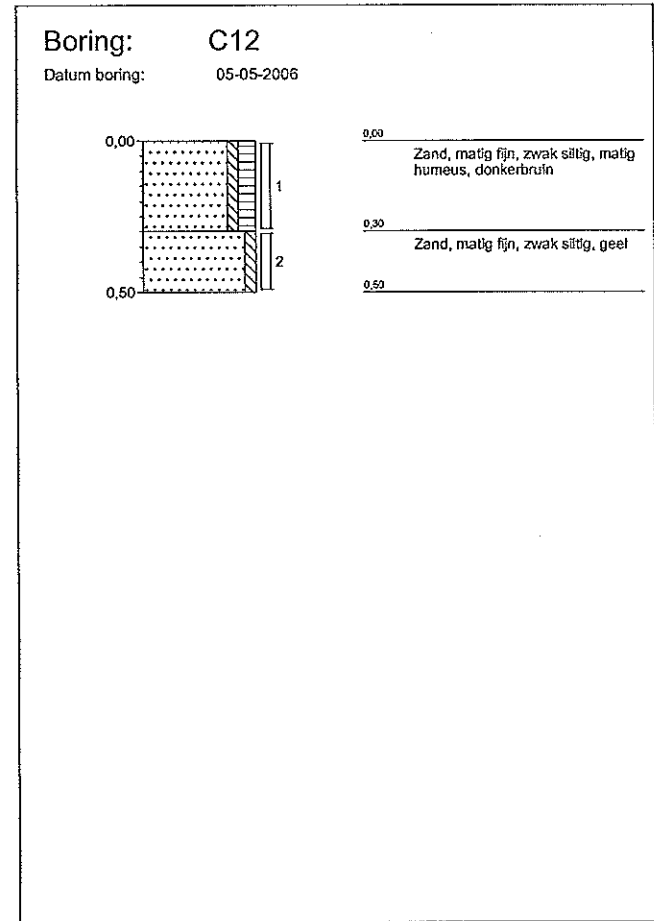 Boring: C12
Datum boring: 05-05-2006
0,00
1
2
0,50
0,00
Zand, matig fijn, zwak siltig, matig
humeus, donkerbruin
0,30
Zand, matig fijn, zwak siltig, geel
0,50